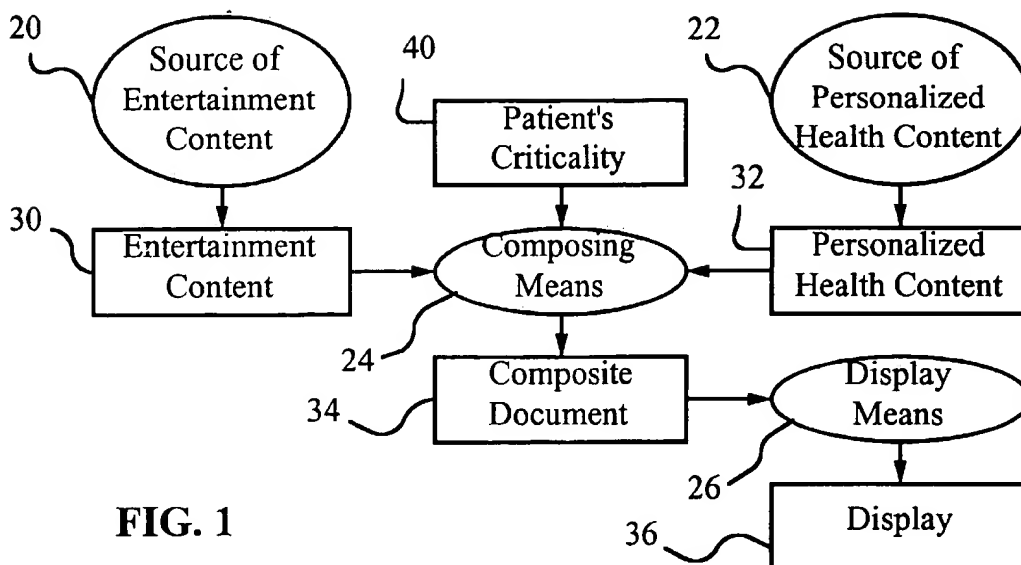 20
Source of
Entertainment
Content
40
Patient's
Criticality
22
Source of
Personalized
Health Content
30
Entertainment
Content
Composing
Means
32
Personalized
Health Content
24
34
Composite
Document
Display
Means
26
FIG. 1
36
Display